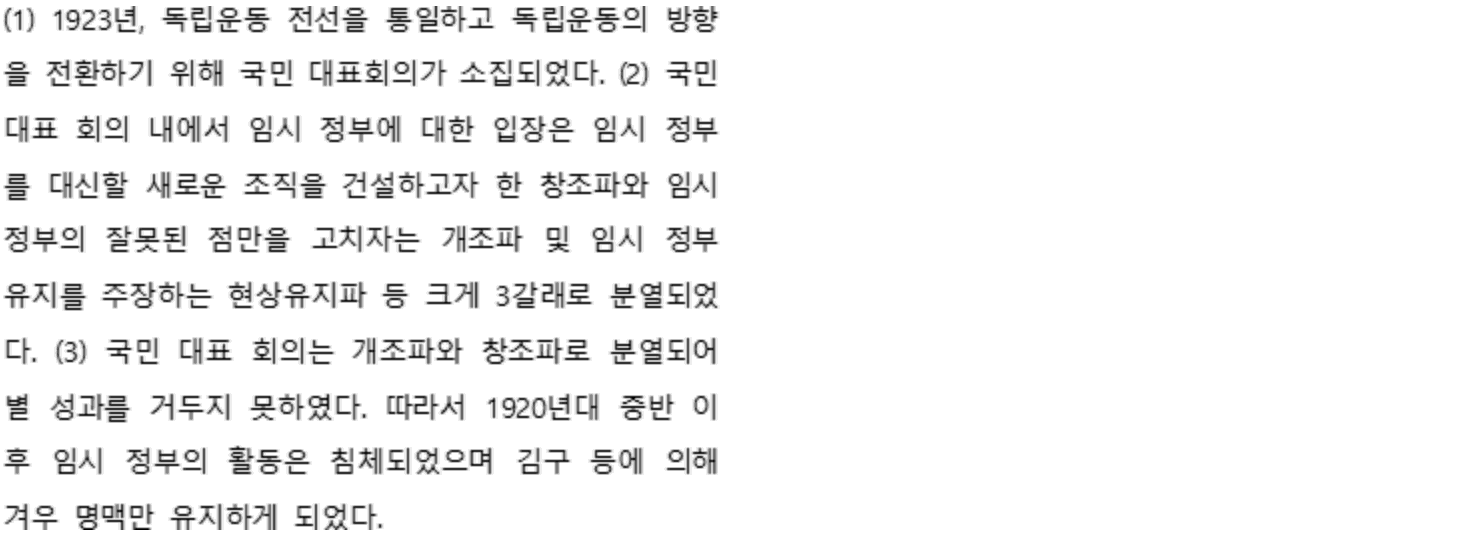 (1) 1923년, 독립운동 전선을 통일하고 독립운동의 방향
을 전환하기 위해 국민 대표회의가 소집되었다. (2) 국민
대표 회의 내에서 임시 정부에 대한 입장은 임시 정부
를 대신할 새로운 조직을 건설하고자 한 창조파와 임시
정부의 잘못된 점만을 고치자는 개조파 및 임시 정부
유지를 주장하는 현상유지파 등 크게 3갈래로 분열되었
다. (3) 국민 대표 회의는 개조파와 창조파로 분열되어
별 성과를 거두지 못하였다. 따라서 1920년대 중반 이
후 임시 정부의 활동은 침체되었으며 김구 등에 의해
겨우 명맥만 유지하게 되었다.